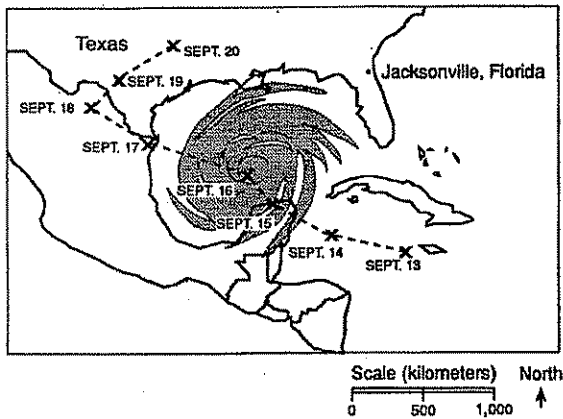 Texas
SEPT. 20
Jacksonville, Florida
SEPT. 19
SEPT. 18
SEPT. 17
SEPT. 16
SEPT. 15
SEPT. 14
SEPT. 13
Scale (kilometers)
North
0 500 1,000